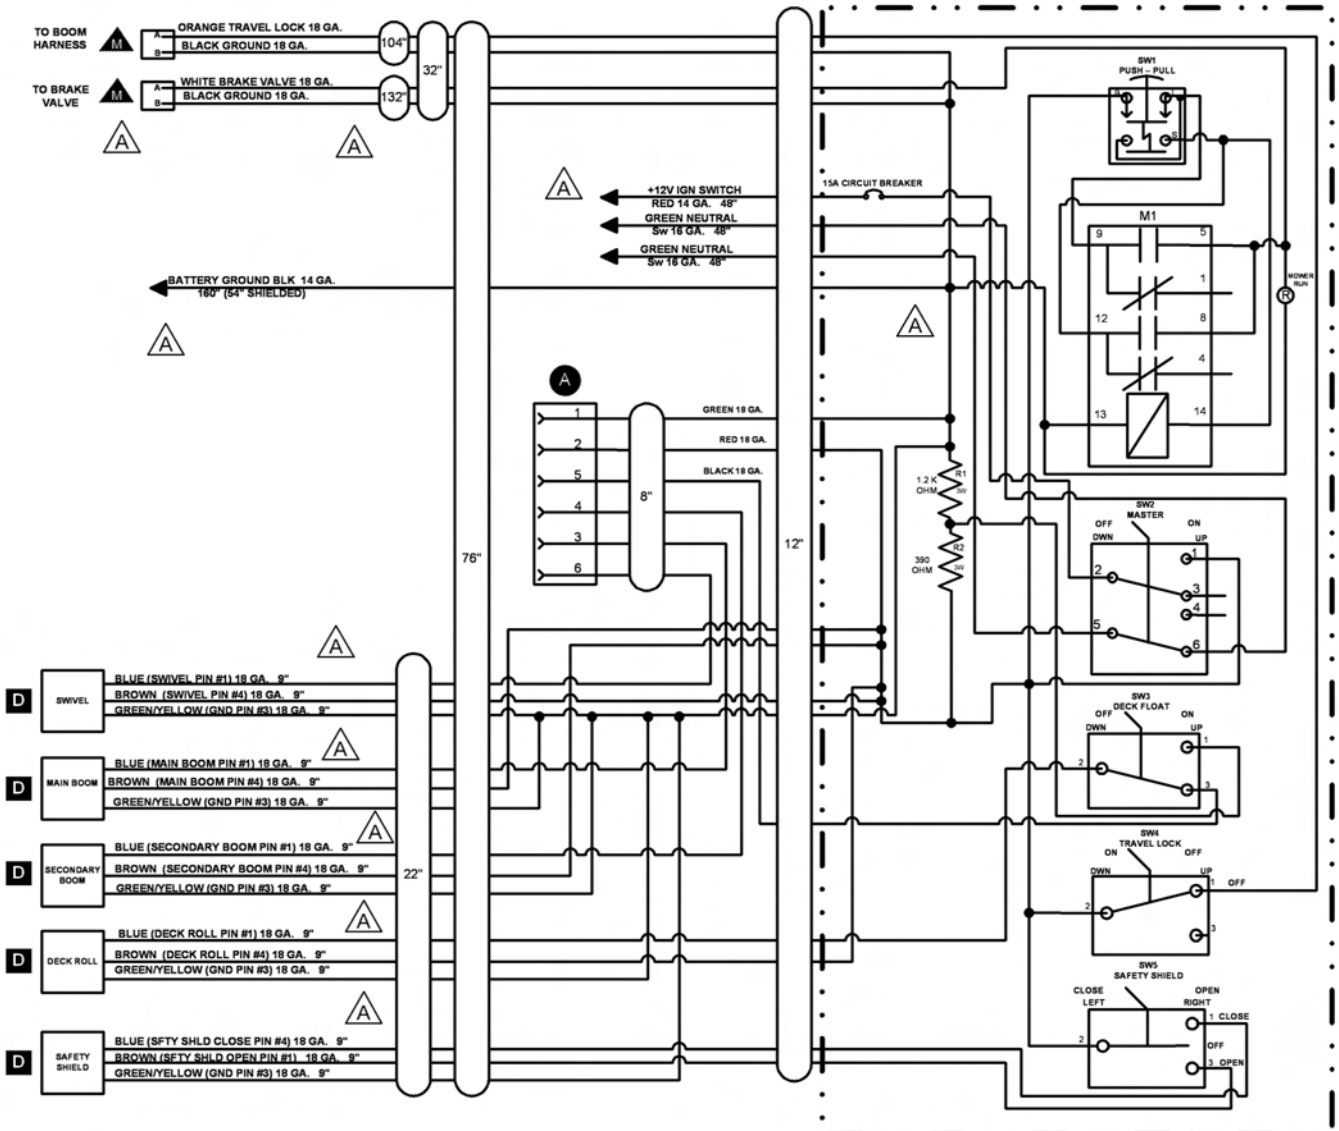 TO BOOM
HARNESS
M
A
B
ORANGE TRAVEL LOCK 18 GA.
BLACK GROUND 18 GA.
104"
32"
TO BRAKE
VALVE
M
A
B
WHITE BRAKE VALVE 18 GA.
BLACK GROUND 18 GA.
132"
A
A
A
+12V IGN SWITCH
RED 14 GA. 48"
GREEN NEUTRAL
Sw 16 GA. 48"
GREEN NEUTRAL
Sw 16 GA. 48"
15A CIRCUIT BREAKER
BATTERY GROUND BLK 14 GA.
160" (54" SHIELDED)
A
A
SW1
PUSH – PULL
S
M1
9
5
1
12
8
4
13
14
MOWER
RUN
R
A
1
2
5
4
3
6
8"
GREEN 18 GA.
RED 18 GA.
BLACK 18 GA.
76"
12"
1.2 K
OHM
R1
3W
390
OHM
R2
3W
SW2
MASTER
OFF
ON
DWN
UP
1
2
3
4
5
6
A
D
SWIVEL
BLUE (SWIVEL PIN #1) 18 GA. 9"
BROWN (SWIVEL PIN #4) 18 GA. 9"
GREEN/YELLOW (GND PIN #3) 18 GA. 9"
A
D
MAIN BOOM
BLUE (MAIN BOOM PIN #1) 18 GA. 9"
BROWN (MAIN BOOM PIN #4) 18 GA. 9"
GREEN/YELLOW (GND PIN #3) 18 GA. 9"
A
D
SECONDARY
BOOM
BLUE (SECONDARY BOOM PIN #1) 18 GA. 9"
BROWN (SECONDARY BOOM PIN #4) 18 GA. 9"
GREEN/YELLOW (GND PIN #3) 18 GA. 9"
22"
A
D
DECK ROLL
BLUE (DECK ROLL PIN #1) 18 GA. 9"
BROWN (DECK ROLL PIN #4) 18 GA. 9"
GREEN/YELLOW (GND PIN #3) 18 GA. 9"
A
D
SAFETY
SHIELD
BLUE (SFTY SHLD CLOSE PIN #4) 18 GA. 9"
BROWN (SFTY SHLD OPEN PIN #1) 18 GA. 9"
GREEN/YELLOW (GND PIN #3) 18 GA. 9"
SW3
DECK FLOAT
OFF
ON
DWN
UP
1
2
3
SW4
TRAVEL LOCK
ON
OFF
DWN
UP
1
OFF
2
3
SW5
SAFETY SHIELD
CLOSE
LEFT
OPEN
RIGHT
1 CLOSE
2
OFF
3 OPEN